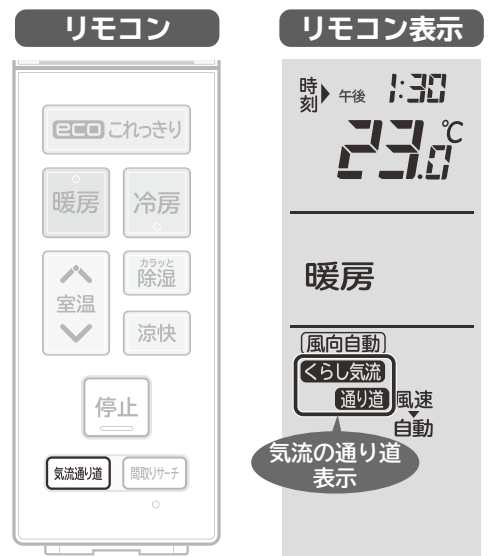 リモコン
eco これっきり
暖房
冷房
室温
カラッと
除湿
涼快
停止
気流通り道
間取りサーチ
リモコン表示
時刻 午後 1:30
23.0℃
暖房
風向自動
くらし気流
通り道
風速
自動
気流の通り道
表示